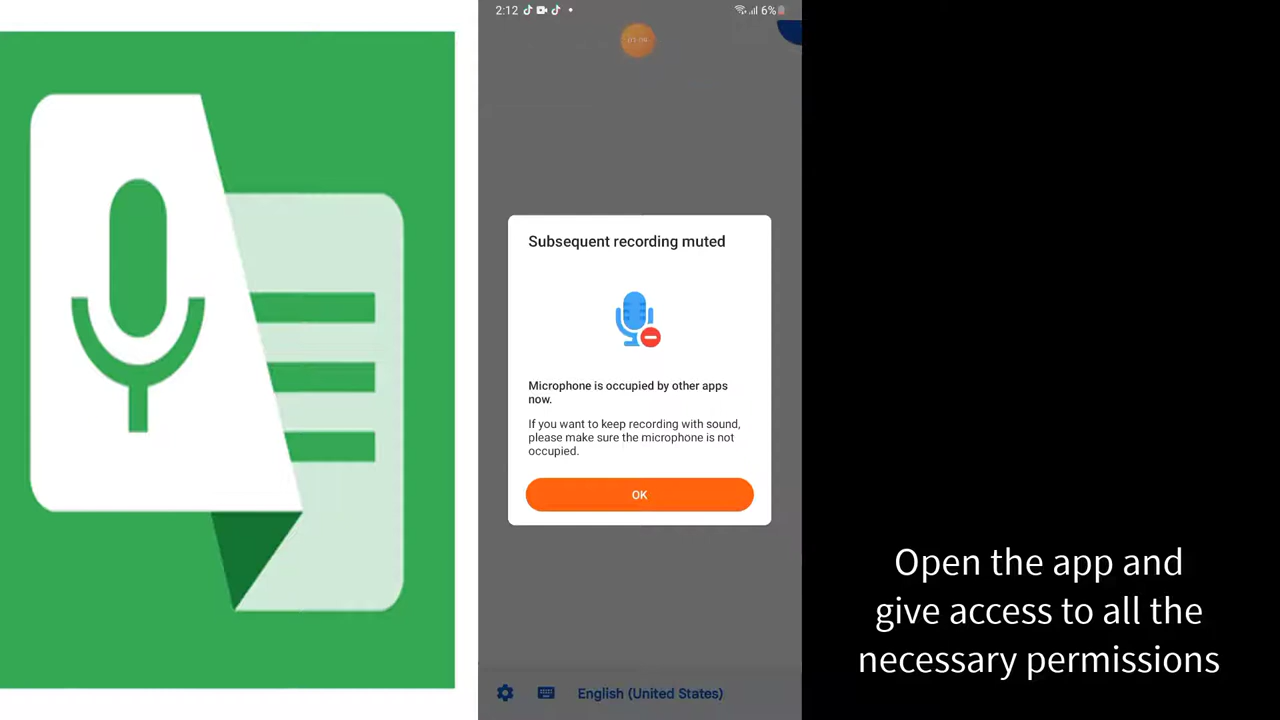 2:12
6%
Subsequent recording muted
Microphone is occupied by other apps
now.
If you want to keep recording with sound,
please make sure the microphone is not
occupied.
OK
English (United States)
Open the app and
give access to all the
necessary permissions